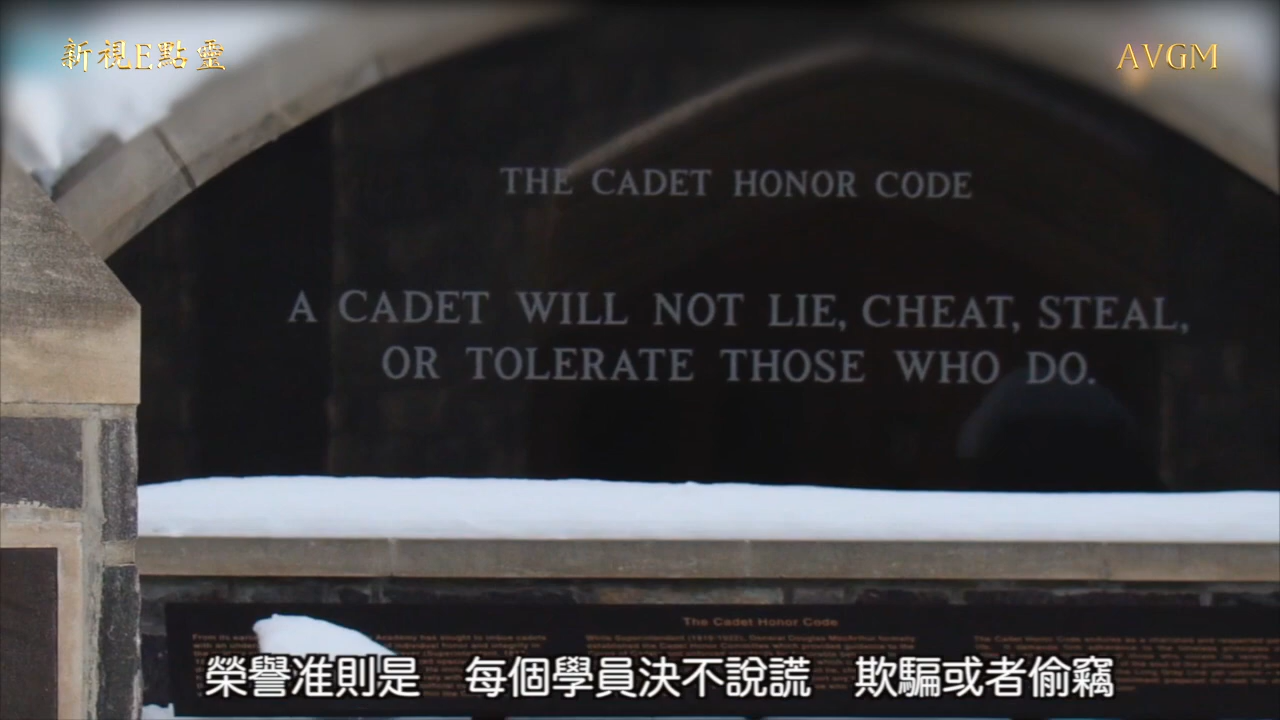 新視E點靈
AVGM
THE CADET HONOR CODE
A CADET WILL NOT LIE, CHEAT, STEAL,
OR TOLERATE THOSE WHO DO.
The Cadet Honor Code
榮譽准則是 每個學員決不說謊 欺騙或者偷竊